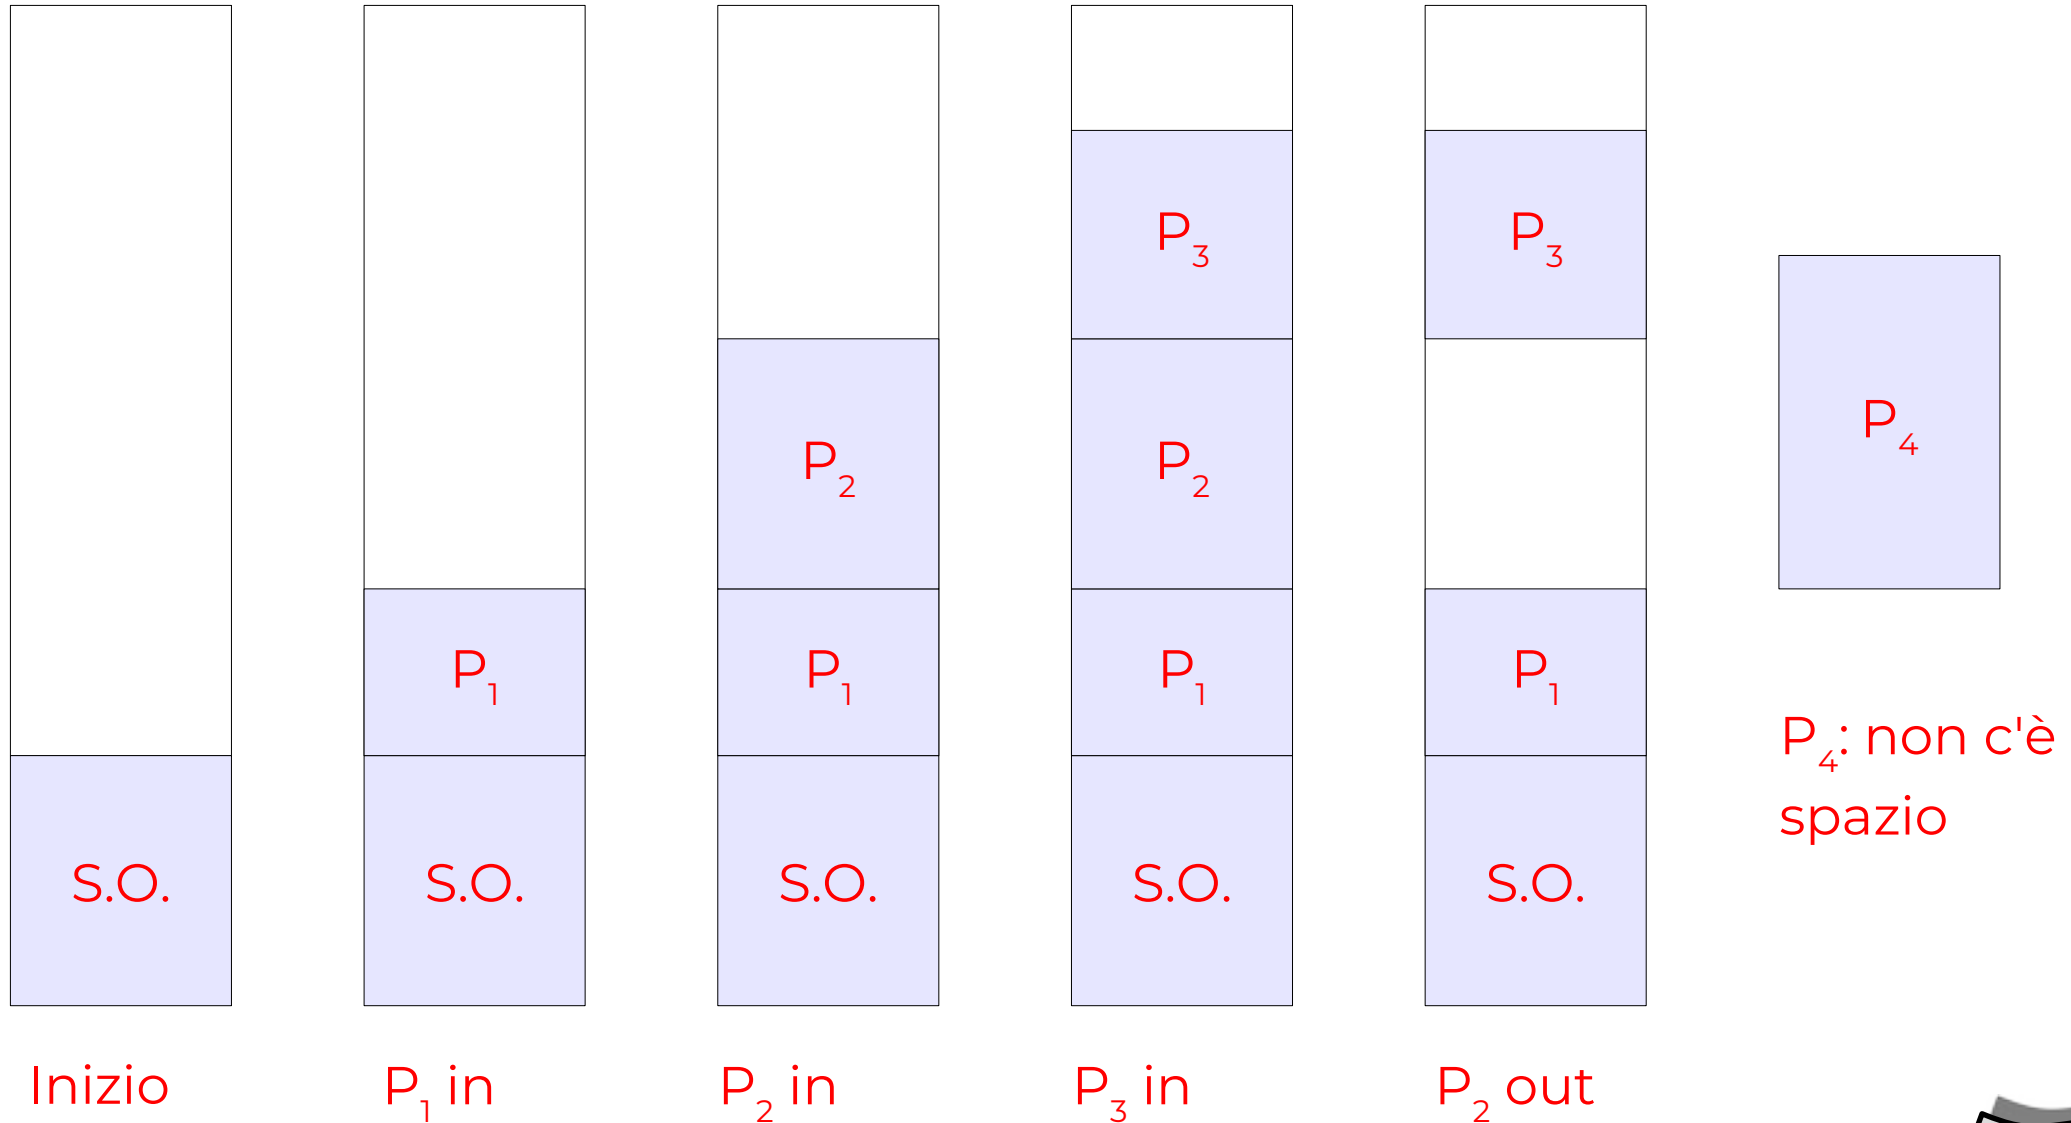 P₃ P₃
P₂ P₂ P₄
P₁ P₁ P₁ P₁
P₄: non c'è
spazio
S.O. S.O. S.O. S.O. S.O.
Inizio P₁ in P₂ in P₃ in P₂ out